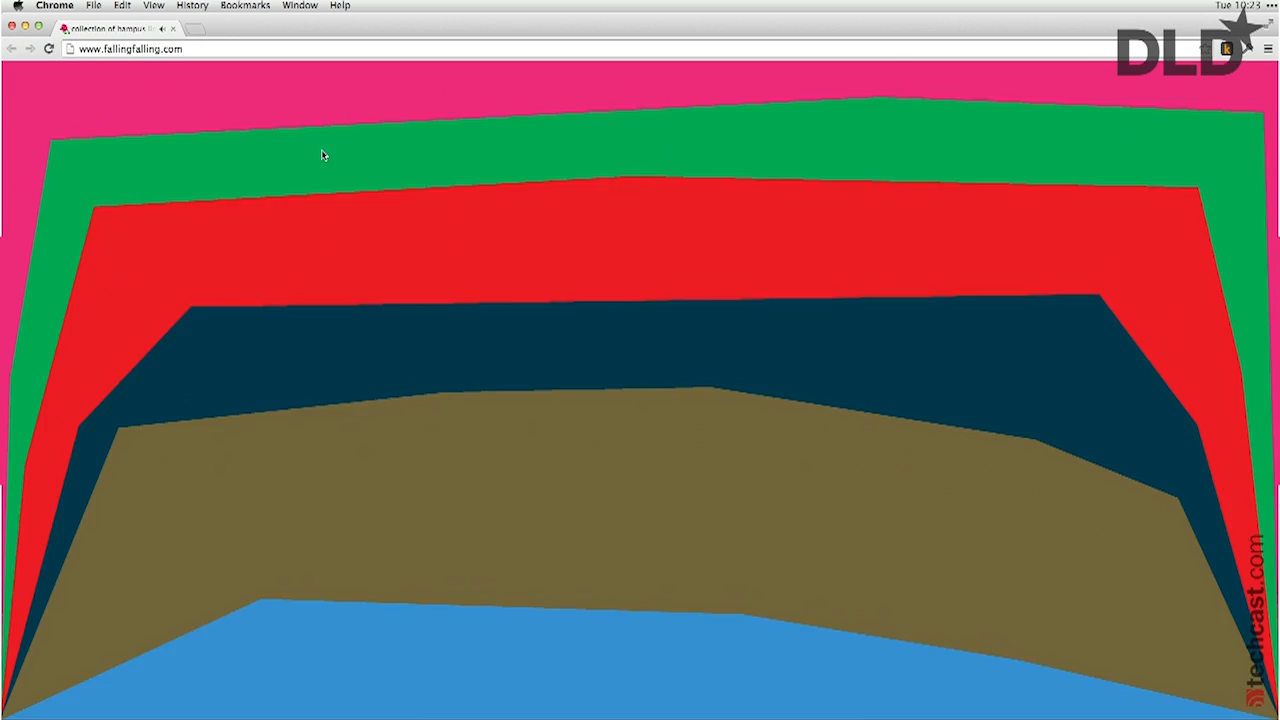 Chrome File Edit View History Bookmarks Window Help
Tue 10:23
collection of hampus
www.fallingfalling.com
DLD
k
techcast.com